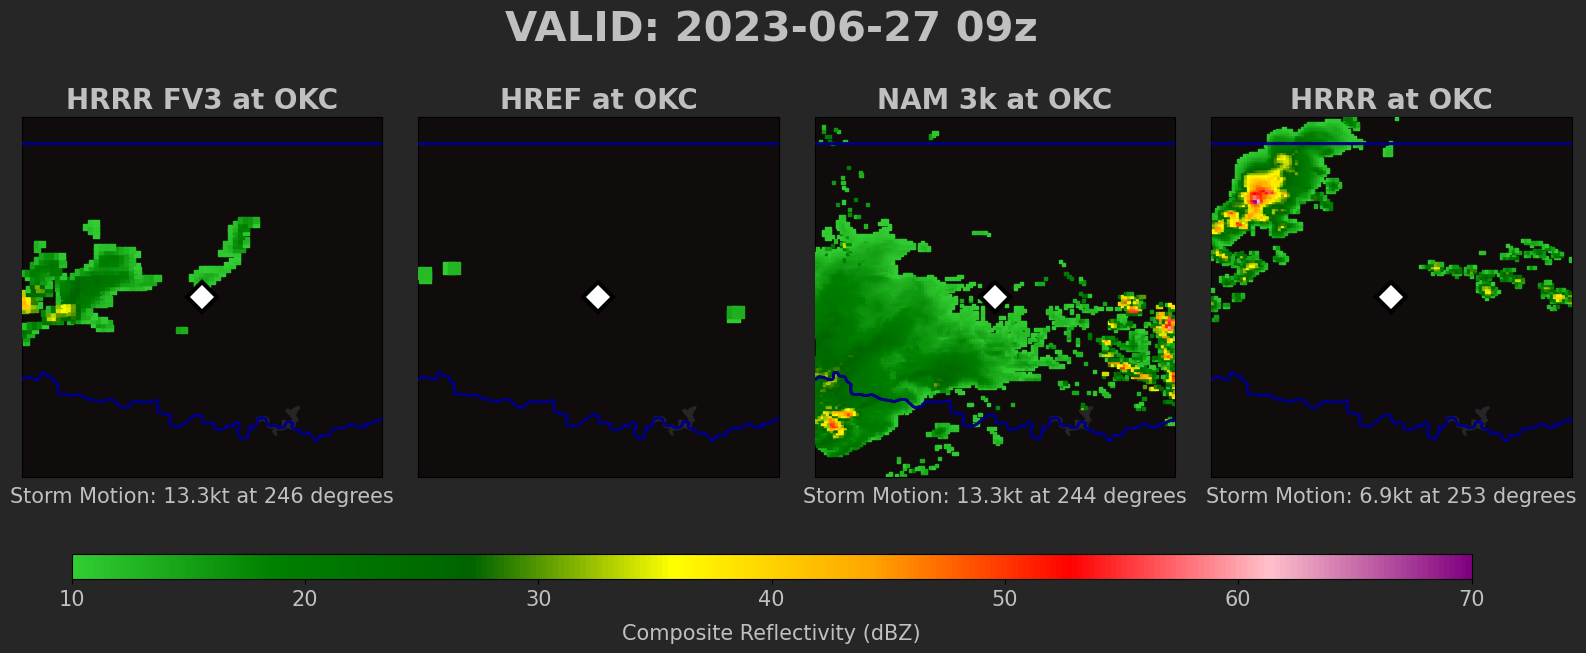 VALID: 2023-06-27 09z
HRRR FV3 at OKC
HREF at OKC
NAM 3k at OKC
HRRR at OKC
Storm Motion: 13.3kt at 246 degrees
Storm Motion: 13.3kt at 244 degrees
Storm Motion: 6.9kt at 253 degrees
10 20 30 40 50 60 70
Composite Reflectivity (dBZ)